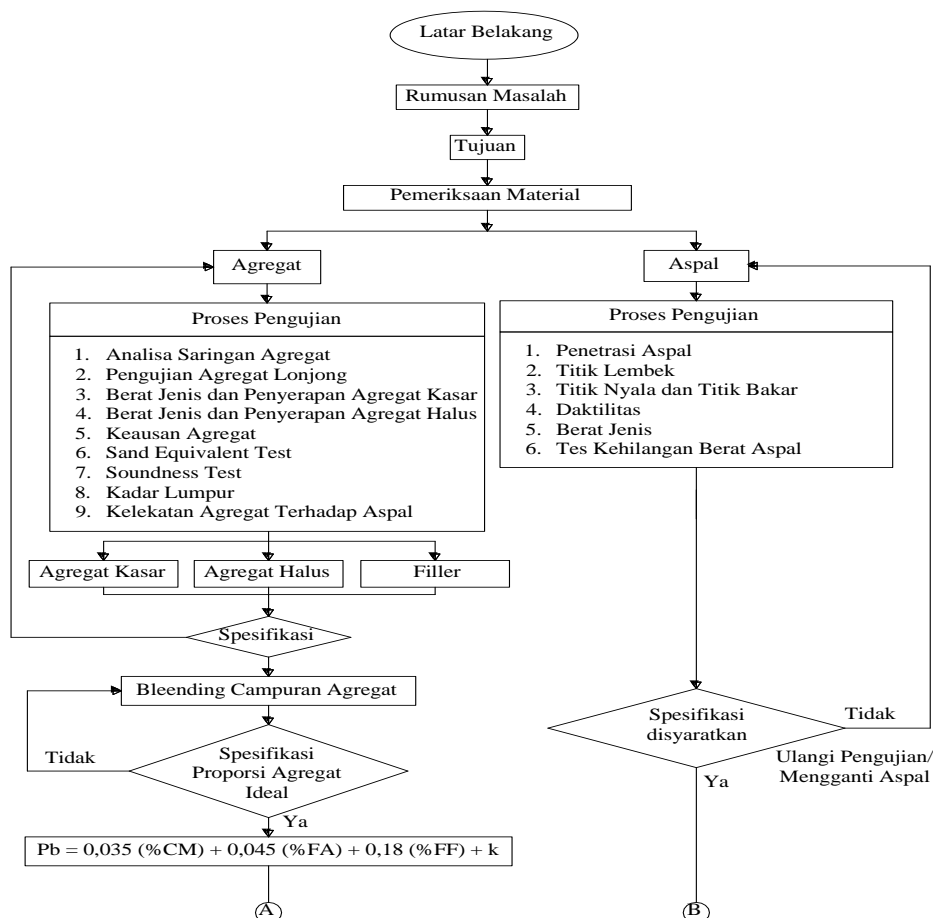 Latar Belakang
Rumusan Masalah
Tujuan
Pemeriksaan Material
Agregat
Proses Pengujian
1. Analisa Saringan Agregat
2. Pengujian Agregat Lonjong
3. Berat Jenis dan Penyerapan Agregat Kasar
4. Berat Jenis dan Penyerapan Agregat Halus
5. Keausan Agregat
6. Sand Equivalent Test
7. Soundness Test
8. Kadar Lumpur
9. Kelekatan Agregat Terhadap Aspal
Agregat Kasar
Agregat Halus
Filler
Spesifikasi
Bleending Campuran Agregat
Tidak
Spesifikasi
Proporsi Agregat
Ideal
Ya
Pb = 0,035 (%CM) + 0,045 (%FA) + 0,18 (%FF) + k
A
Aspal
Proses Pengujian
1. Penetrasi Aspal
2. Titik Lembek
3. Titik Nyala dan Titik Bakar
4. Daktilitas
5. Berat Jenis
6. Tes Kehilangan Berat Aspal
Spesifikasi
disyaratkan
Tidak
Ulangi Pengujian/
Mengganti Aspal
Ya
B